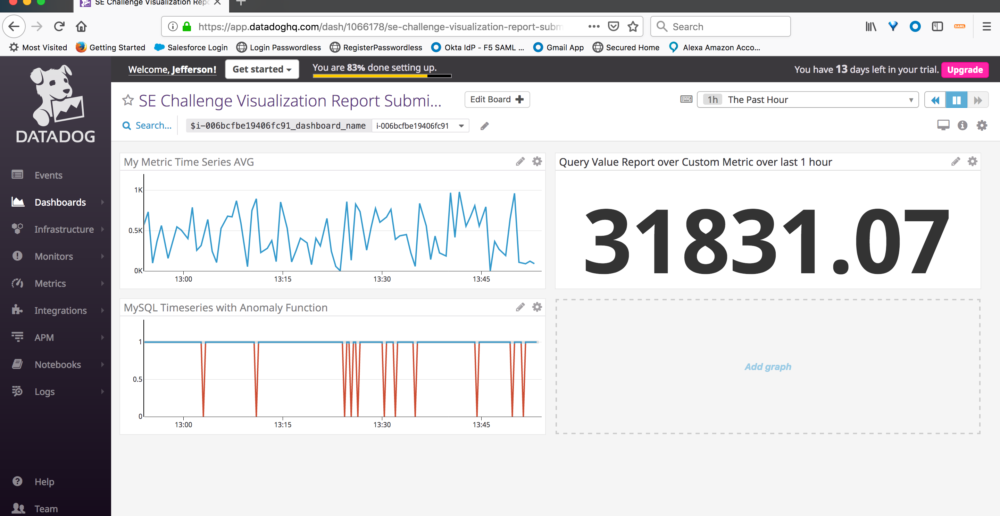 SE Challenge Visualization Repo
https://app.datadoghq.com/dash/1066178/se-challenge-visualization-report-subm
Search
SAML
Most Visited
Getting Started
Salesforce Login
Login Passwordless
RegisterPasswordless
Okta IdP - F5 SAML ...
Gmail App
Secured Home
Alexa Amazon Acco...
DATADOG
Events
Dashboards
Infrastructure
Monitors
Metrics
Integrations
APM
Notebooks
Logs
Help
Team
Welcome, Jefferson!
Get started
You are 83% done setting up.
You have 13 days left in your trial.
Upgrade
SE Challenge Visualization Report Submi...
Edit Board
1h The Past Hour
Search...
$i-006bcfbe19406fc91_dashboard_name
i-006bcfbe19406fc91
My Metric Time Series AVG
1K
0.5K
0K
13:00 13:15 13:30 13:45
Query Value Report over Custom Metric over last 1 hour
31831.07
MySQL Timeseries with Anomaly Function
1
0.5
0
13:00 13:15 13:30 13:45
Add graph